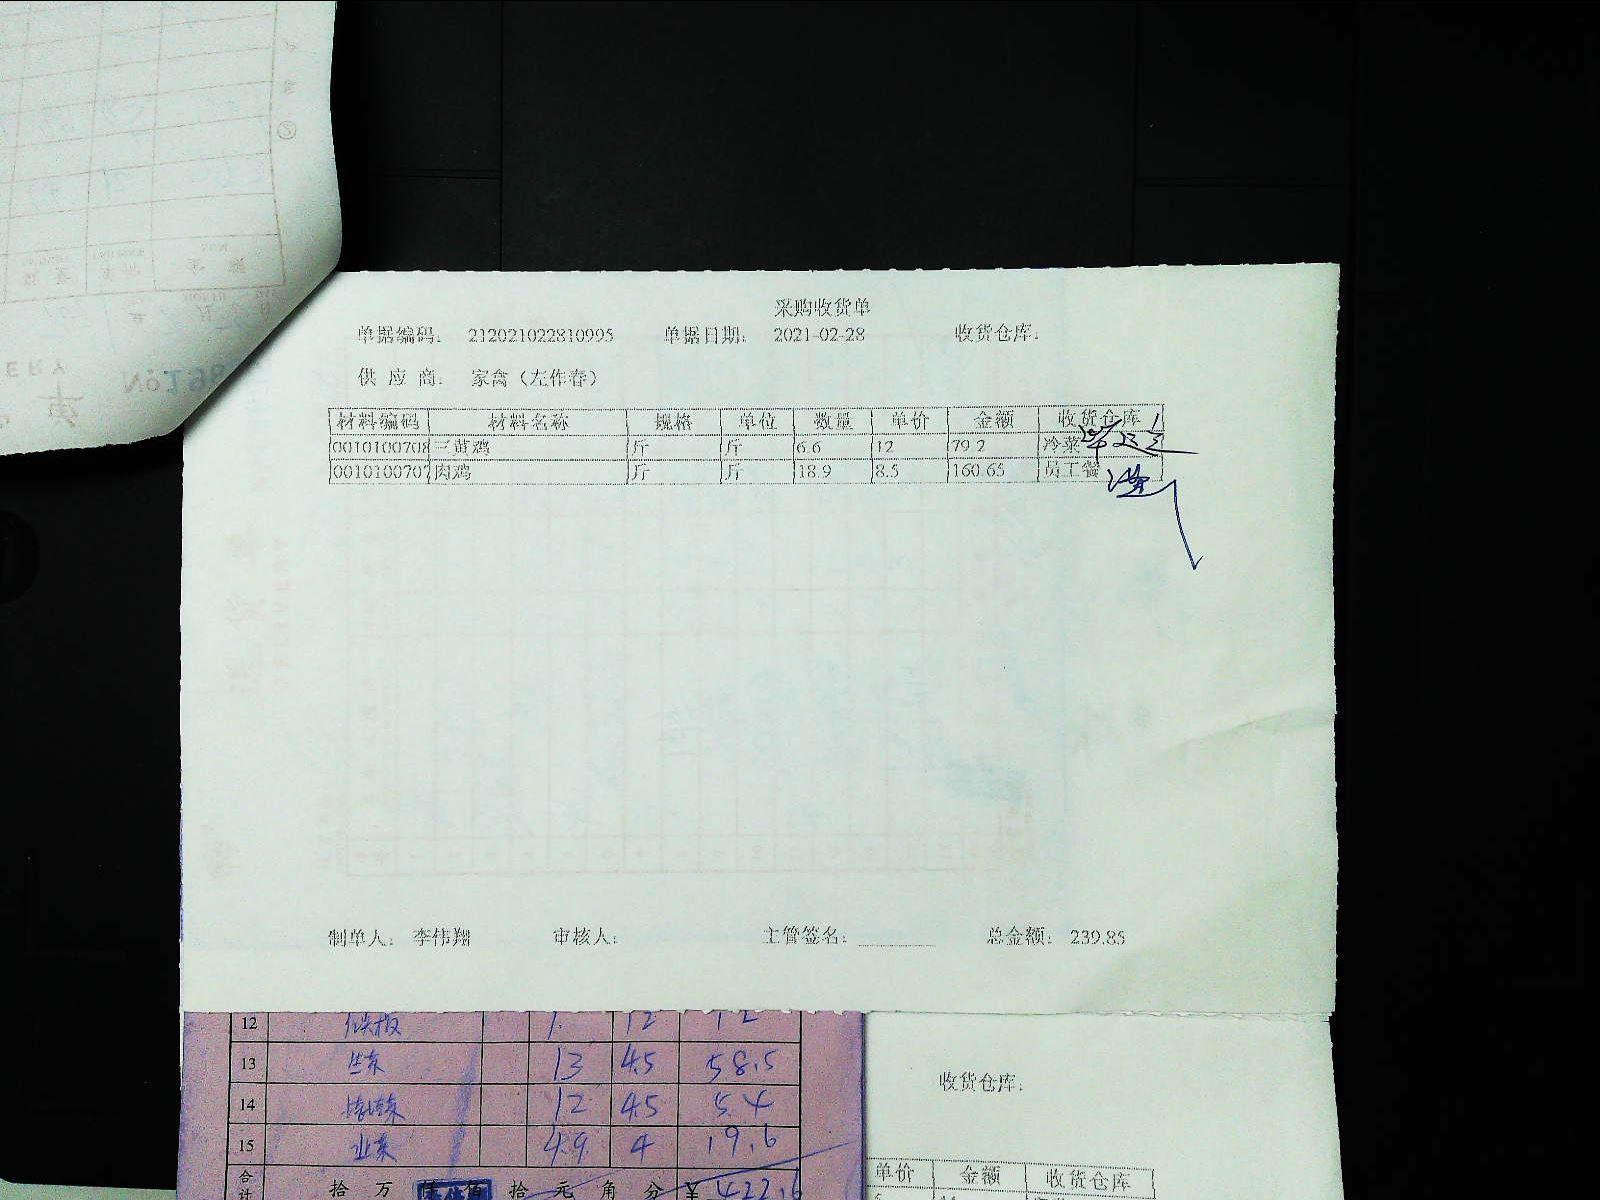 采购收货单
单据编码： 212021022810995 单据日期： 2021-02-28 收货仓库：
供 应 商： 家禽（左作春）
材料编码 材料名称 规格 单位 数量 单价 金额 收货仓库
0010100708 三黄鸡 斤 斤 6.6 12 79.2 冷菜
0010100707 肉鸡 斤 斤 18.9 8.5 160.65 员工餐
制单人： 李伟翔 审核人： 主管签名： 总金额： 239.85
12 1 12 12
13 13 4.5 58.5
14 12 4.5 5.4
15 4.9 4 19.6
合计 拾 万 仟 佰 拾 元 角 分 ¥ 422.6
收货仓库：
单价 金额 收货仓库